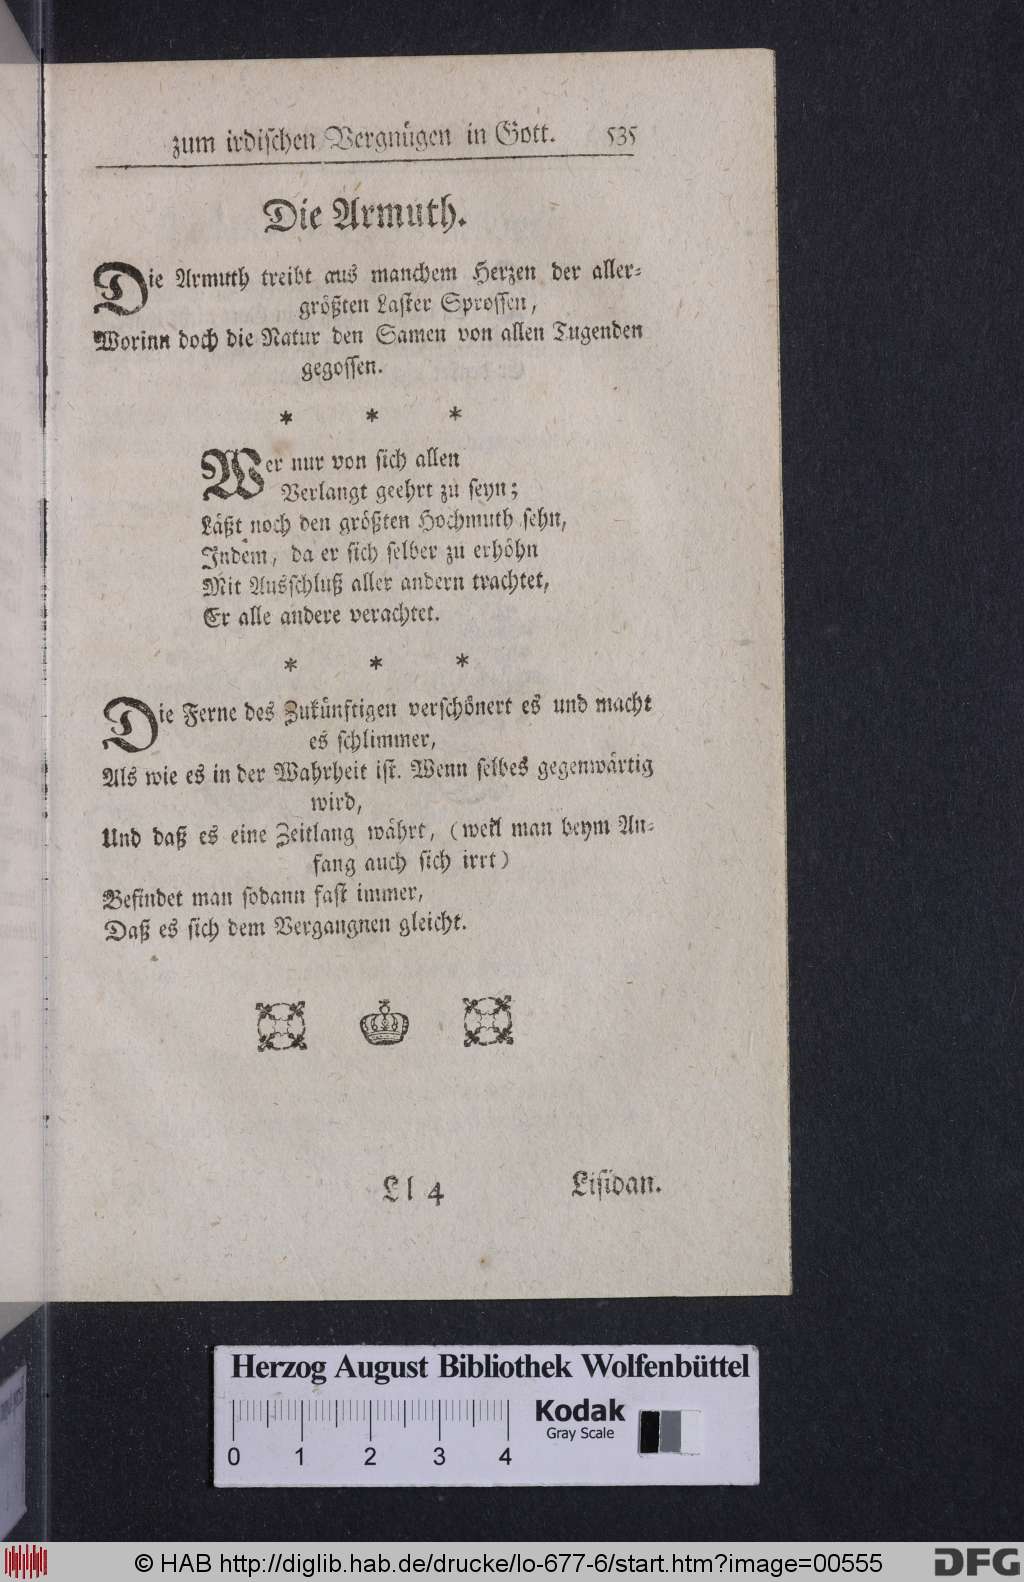 zum irdischen Vergnügen in Gott. 535
Die Armuth.
Die Armuth treibt aus manchem Herzen der aller-
größten Laster Sprossen,
Worinn doch die Natur den Samen von allen Tugenden
gegossen.
* * *
Wer nur von sich allen
Verlangt geehrt zu seyn;
Läßt noch den größten Hochmuth sehn,
Indem, da er sich selber zu erhöhn
Mit Ausschluß aller andern trachtet,
Er alle andere verachtet.
* * *
Die Ferne des Zukünftigen verschönert es und macht
es schlimmer,
Als wie es in der Wahrheit ist. Wenn selbes gegenwärtig
wird,
Und daß es eine Zeitlang währt, (weil man beym An-
fang auch sich irrt)
Befindet man sodann fast immer,
Daß es sich dem Vergangnen gleicht.
Ll 4 Lisidan.
Herzog August Bibliothek Wolfenbüttel
Kodak
Gray Scale
0 1 2 3 4
© HAB http://diglib.hab.de/drucke/lo-677-6/start.htm?image=00555
DFG